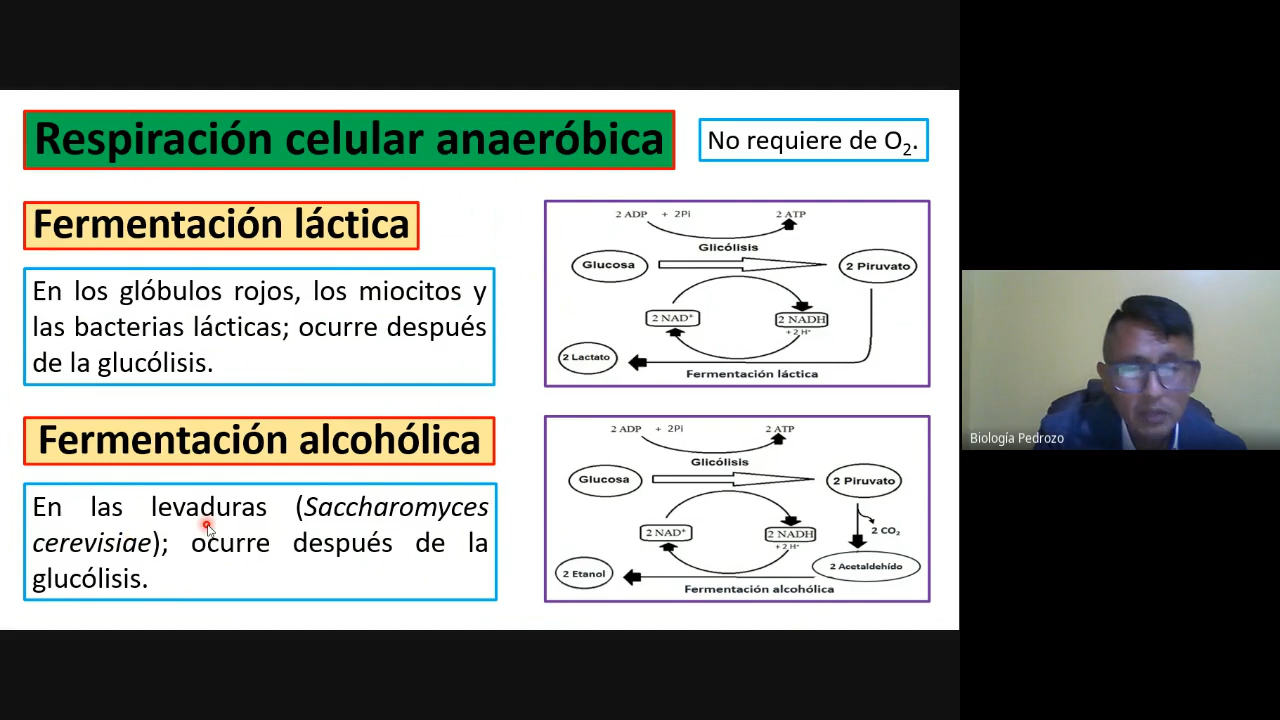 Respiración celular anaeróbica
No requiere de O₂.
Fermentación láctica
En los glóbulos rojos, los miocitos y
las bacterias lácticas; ocurre después
de la glucólisis.
2 ADP + 2Pi
2 ATP
Glicólisis
Glucosa
2 Piruvato
2 NAD⁺
2 NADH
+ 2 H⁺
2 Lactato
Fermentación láctica
Fermentación alcohólica
En las levaduras (Saccharomyces
cerevisiae); ocurre después de la
glucólisis.
2 ADP + 2Pi
2 ATP
Glicólisis
Glucosa
2 Piruvato
2 NAD⁺
2 NADH
+ 2 H⁺
2 CO₂
2 Acetaldehído
2 Etanol
Fermentación alcohólica
Biología Pedrozo